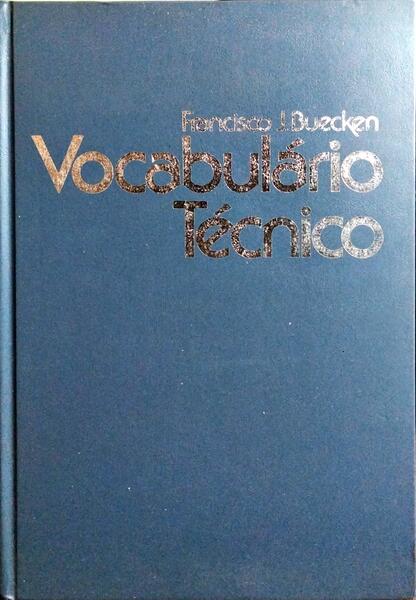 Francisco J. Buecken
Vocabulário
Técnico